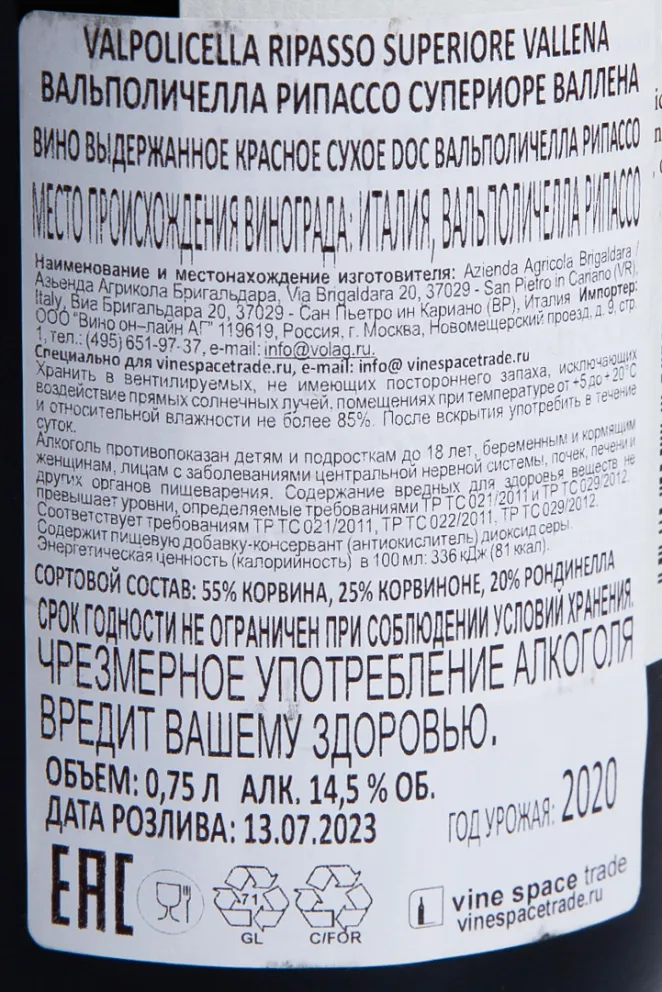 VALPOLICELLA RIPASSO SUPERIORE VALLENA
ВАЛЬПОЛИЧЕЛЛА РИПАССО СУПЕРИОРЕ ВАЛЛЕНА
ВИНО ВЫДЕРЖАННОЕ КРАСНОЕ СУХОЕ DOC ВАЛЬПОЛИЧЕЛЛА РИПАССО
МЕСТО ПРОИСХОЖДЕНИЯ ВИНОГРАДА: ИТАЛИЯ, ВАЛЬПОЛИЧЕЛЛА РИПАССО
Наименование и местонахождение изготовителя: Azienda Agricola Brigaldara /
Азьенда Агрикола Бригальдара, Via Brigaldara 20, 37029 - San Pietro in Cariano (VR),
Italy, Виа Бригальдара 20, 37029 - Сан Пьетро ин Кариано (ВР), Италия Импортер:
ООО "Вино он–лайн АГ" 119619, Россия, г. Москва, Новомещерский проезд, д. 9, стр.
1, тел.: (495) 651-97-37, e-mail: info@volag.ru.
Специально для vinespacetrade.ru, e-mail: info@ vinespacetrade.ru
Хранить в вентилируемых, не имеющих постороннего запаха, исключающих
воздействие прямых солнечных лучей, помещениях при температуре от +5 до +20°C
и относительной влажности не более 85%. После вскрытия употребить в течение
суток.
Алкоголь противопоказан детям и подросткам до 18 лет, беременным и кормящим
женщинам, лицам с заболеваниями центральной нервной системы, почек, печени и
других органов пищеварения. Содержание вредных для здоровья веществ не
превышает уровни, определяемые требованиями ТР ТС 021/2011 и ТР ТС 029/2012.
Соответствует требованиям ТР ТС 021/2011, ТР ТС 022/2011, ТР ТС 029/2012.
Содержит пищевую добавку-консервант (антиокислитель) диоксид серы.
Энергетическая ценность (калорийность) в 100 мл: 336 кДж (81 ккал).
СОРТОВОЙ СОСТАВ: 55% КОРВИНА, 25% КОРВИНОНЕ, 20% РОНДИНЕЛЛА
СРОК ГОДНОСТИ НЕ ОГРАНИЧЕН ПРИ СОБЛЮДЕНИИ УСЛОВИЙ ХРАНЕНИЯ.
ЧРЕЗМЕРНОЕ УПОТРЕБЛЕНИЕ АЛКОГОЛЯ
ВРЕДИТ ВАШЕМУ ЗДОРОВЬЮ.
ОБЪЕМ: 0,75 Л АЛК. 14,5 % ОБ.
ДАТА РОЗЛИВА: 13.07.2023 ГОД УРОЖАЯ: 2020
EAC
71
GL
C/FOR
vine space trade
vinespacetrade.ru